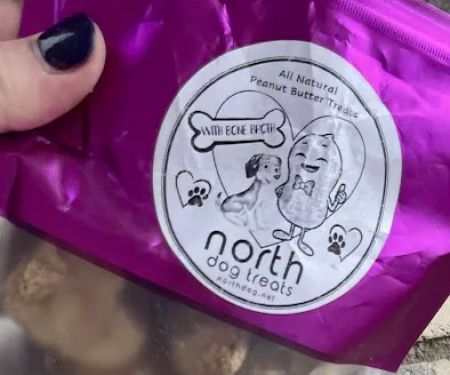 All Natural
Peanut Butter Treats
WITH BONE BROTH
north
dog treats
northdog.net